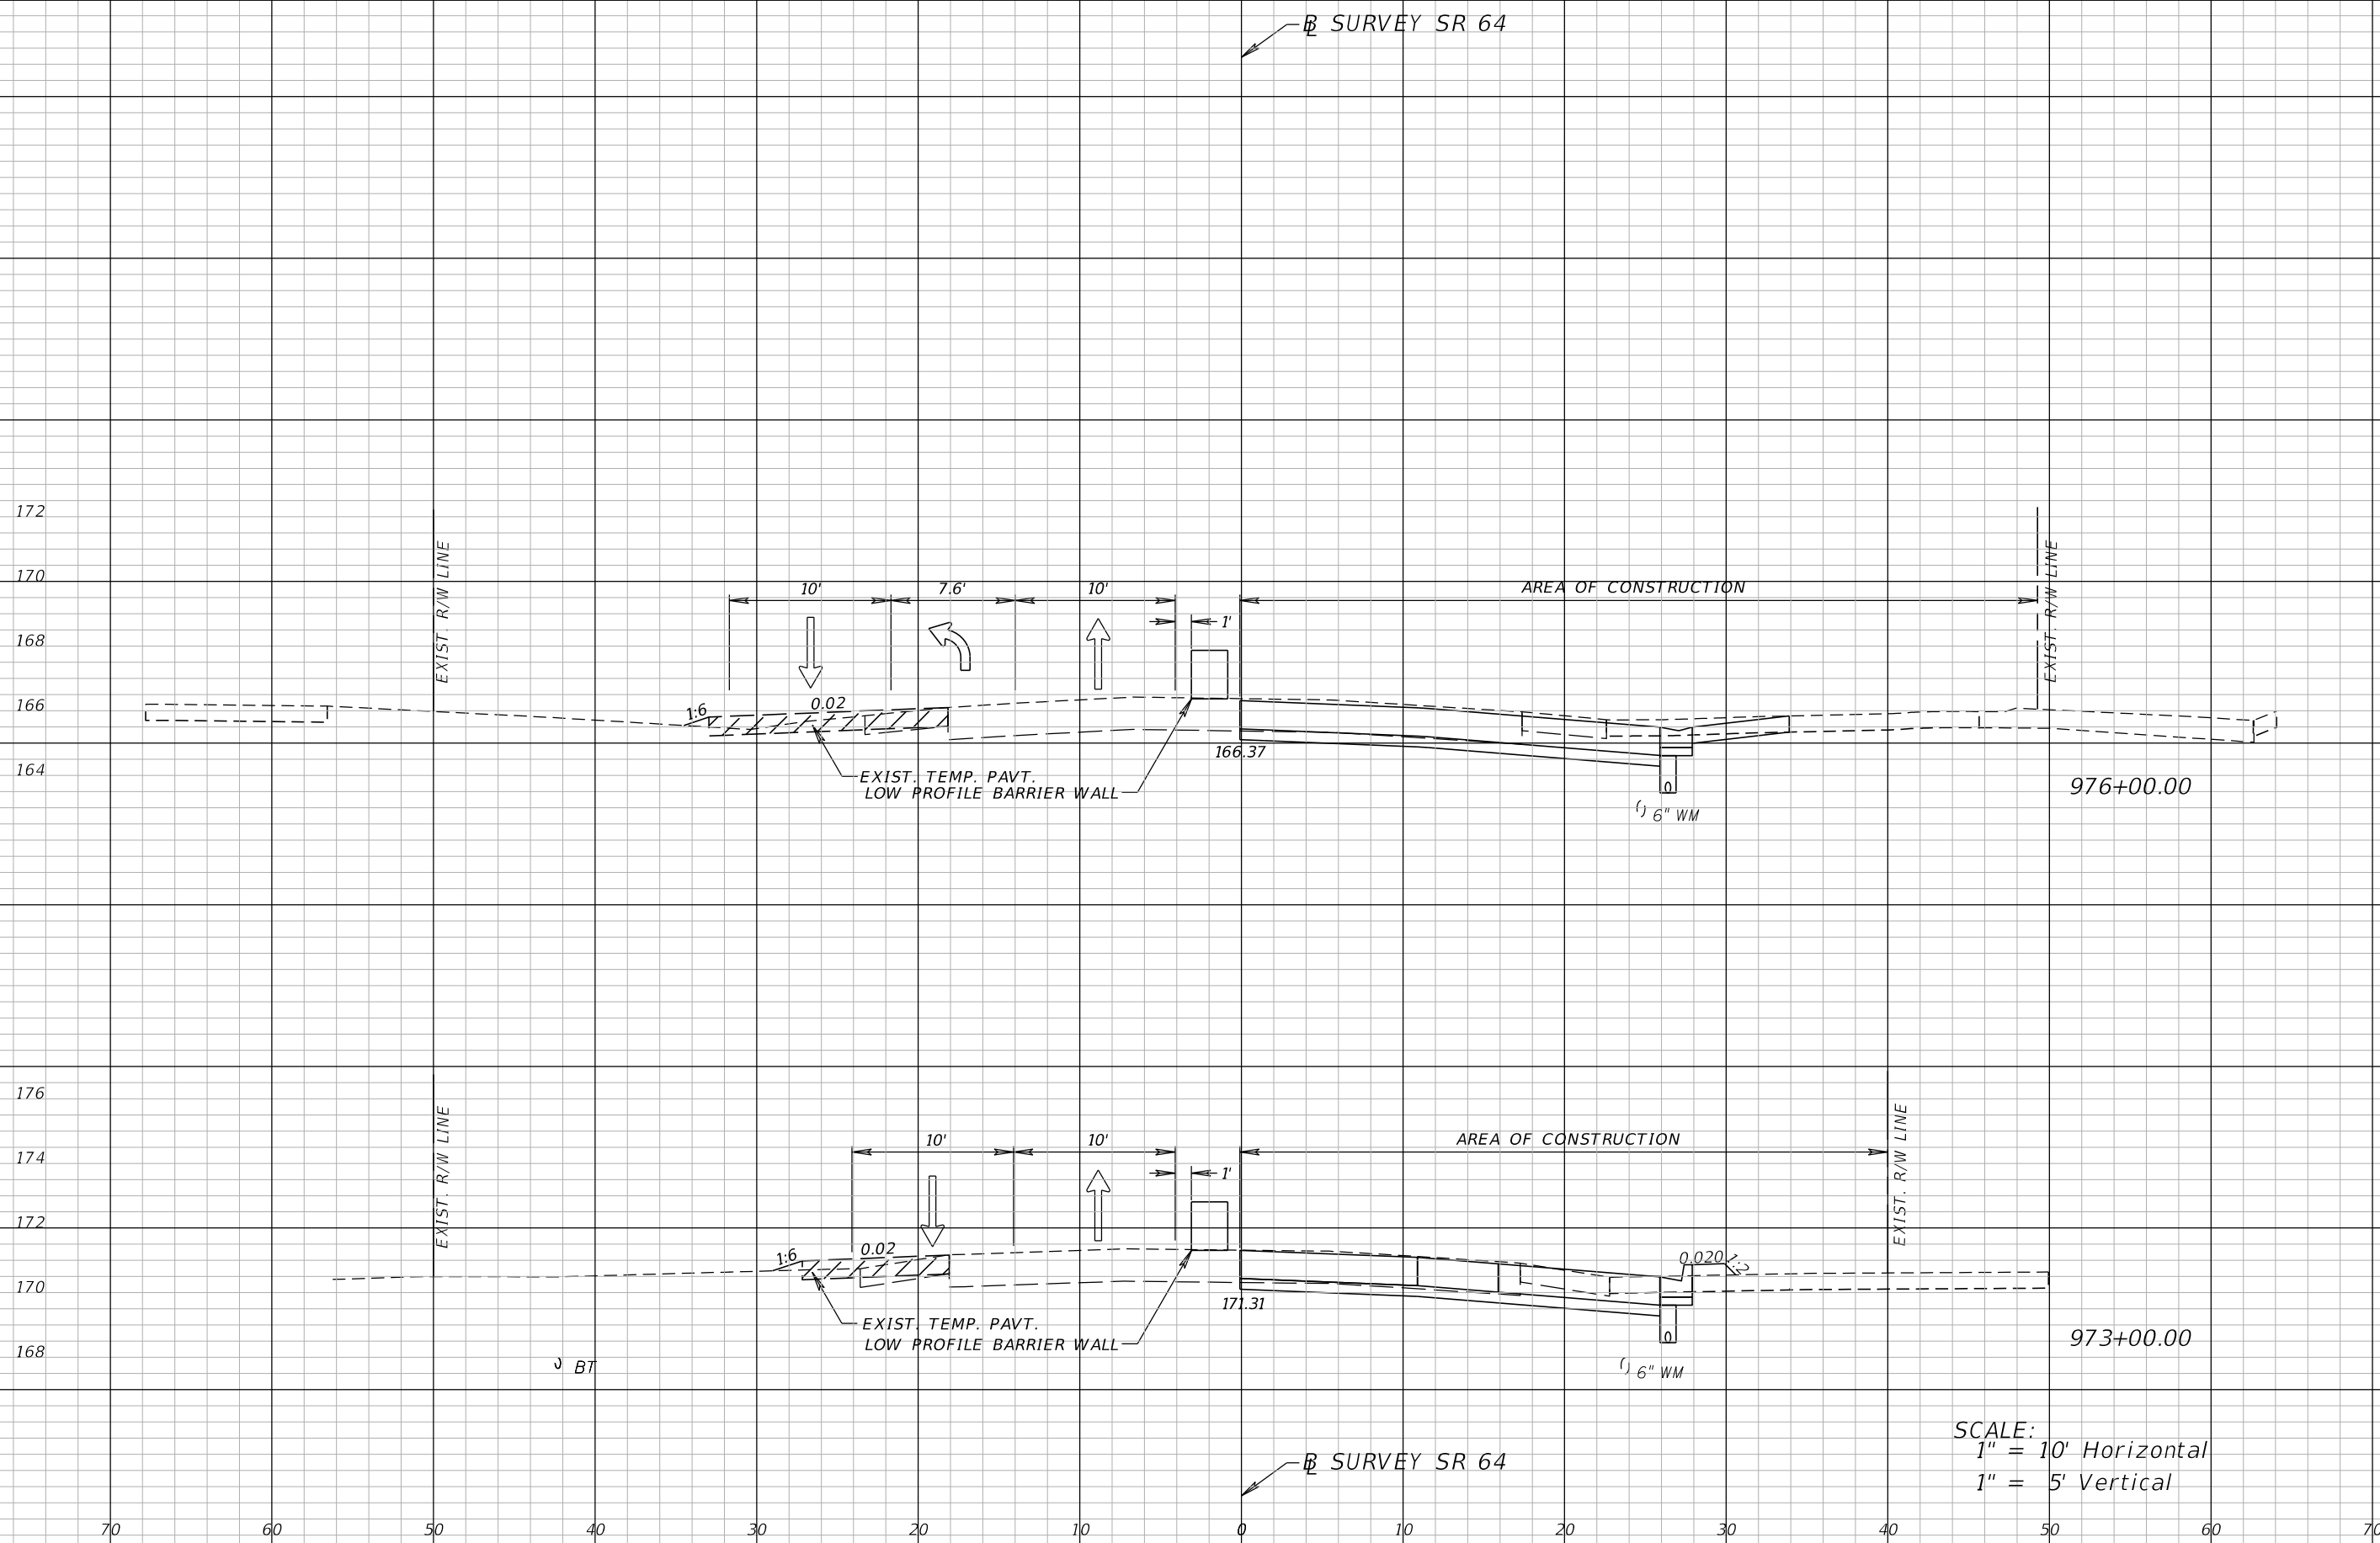 BL SURVEY SR 64
172
170
168
166
164
EXIST. R/W LINE
10'
7.6'
10'
1'
AREA OF CONSTRUCTION
EXIST. R/W LINE
1:6
0.02
166.37
EXIST. TEMP. PAVT.
LOW PROFILE BARRIER WALL
6" WM
976+00.00
176
174
172
170
168
EXIST. R/W LINE
10'
10'
1'
AREA OF CONSTRUCTION
EXIST. R/W LINE
1:6
0.02
0.020
1:2
171.31
EXIST. TEMP. PAVT.
LOW PROFILE BARRIER WALL
BT
6" WM
973+00.00
BL SURVEY SR 64
SCALE:
1" = 10' Horizontal
1" = 5' Vertical
70 60 50 40 30 20 10 0 10 20 30 40 50 60 70